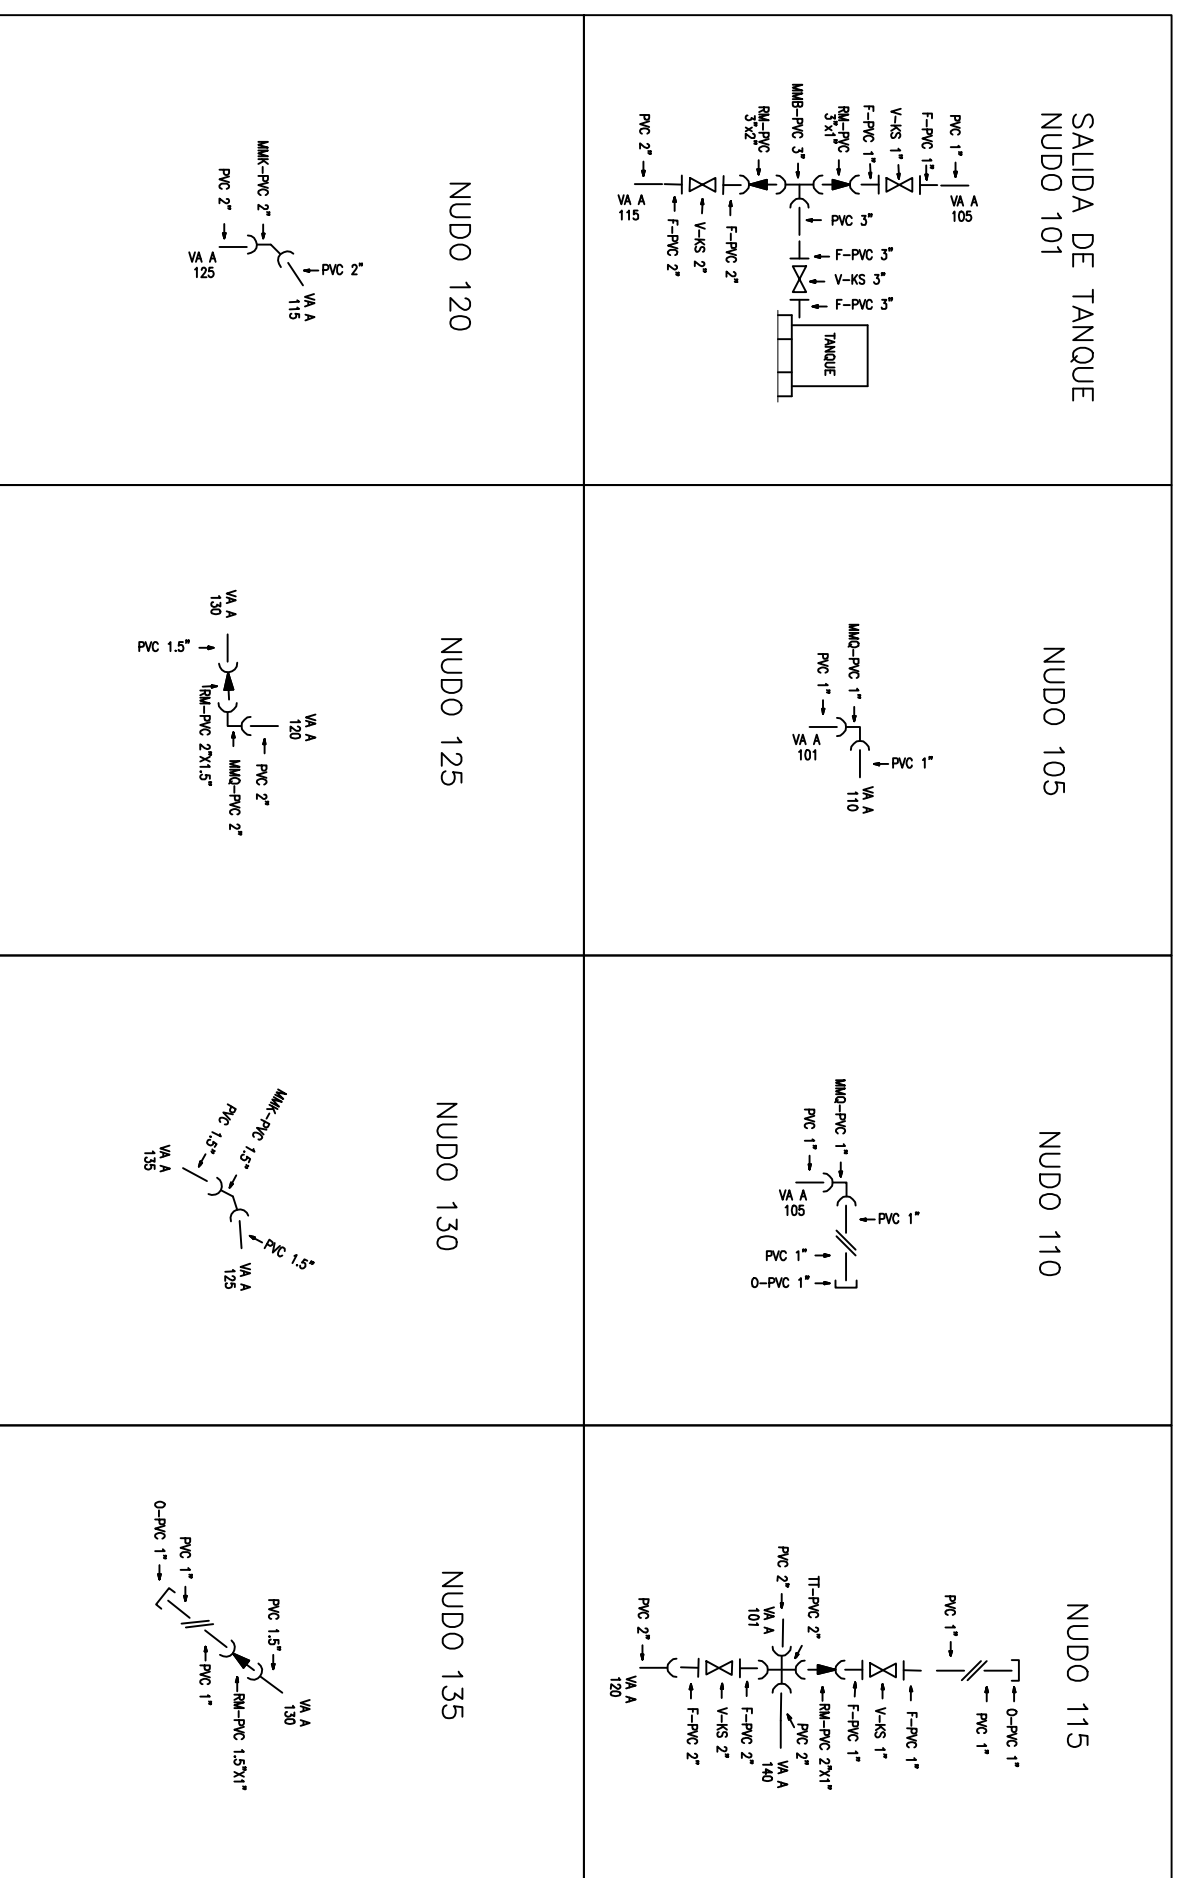 SALIDA DE TANQUE
NUDO 101
PVC 1"
F-PVC 1"
V-KS 1"
F-PVC 1"
RM-PVC
3"x1"
MMB-PVC 3"
RM-PVC
3"x2"
PVC 2"
VA A
105
VA A
115
PVC 3"
F-PVC 3"
V-KS 3"
F-PVC 3"
F-PVC 2"
V-KS 2"
F-PVC 2"
TANQUE
NUDO 105
MMQ-PVC 1"
PVC 1"
VA A
101
PVC 1"
VA A
110
NUDO 110
MMQ-PVC 1"
PVC 1"
VA A
105
PVC 1"
PVC 1"
O-PVC 1"
NUDO 115
PVC 1"
O-PVC 1"
PVC 1"
F-PVC 1"
V-KS 1"
F-PVC 1"
RM-PVC 2"X1"
TT-PVC 2"
PVC 2"
VA A
101
PVC 2"
VA A
140
F-PVC 2"
V-KS 2"
F-PVC 2"
PVC 2"
VA A
120
NUDO 120
MMK-PVC 2"
PVC 2"
VA A
125
PVC 2"
VA A
115
NUDO 125
VA A
130
PVC 1.5"
RM-PVC 2"X1.5"
MMQ-PVC 2"
PVC 2"
VA A
120
NUDO 130
MMK-PVC 1.5"
PVC 1.5"
VA A
135
PVC 1.5"
VA A
125
NUDO 135
PVC 1.5"
VA A
130
RM-PVC 1.5"X1"
PVC 1"
PVC 1"
O-PVC 1"